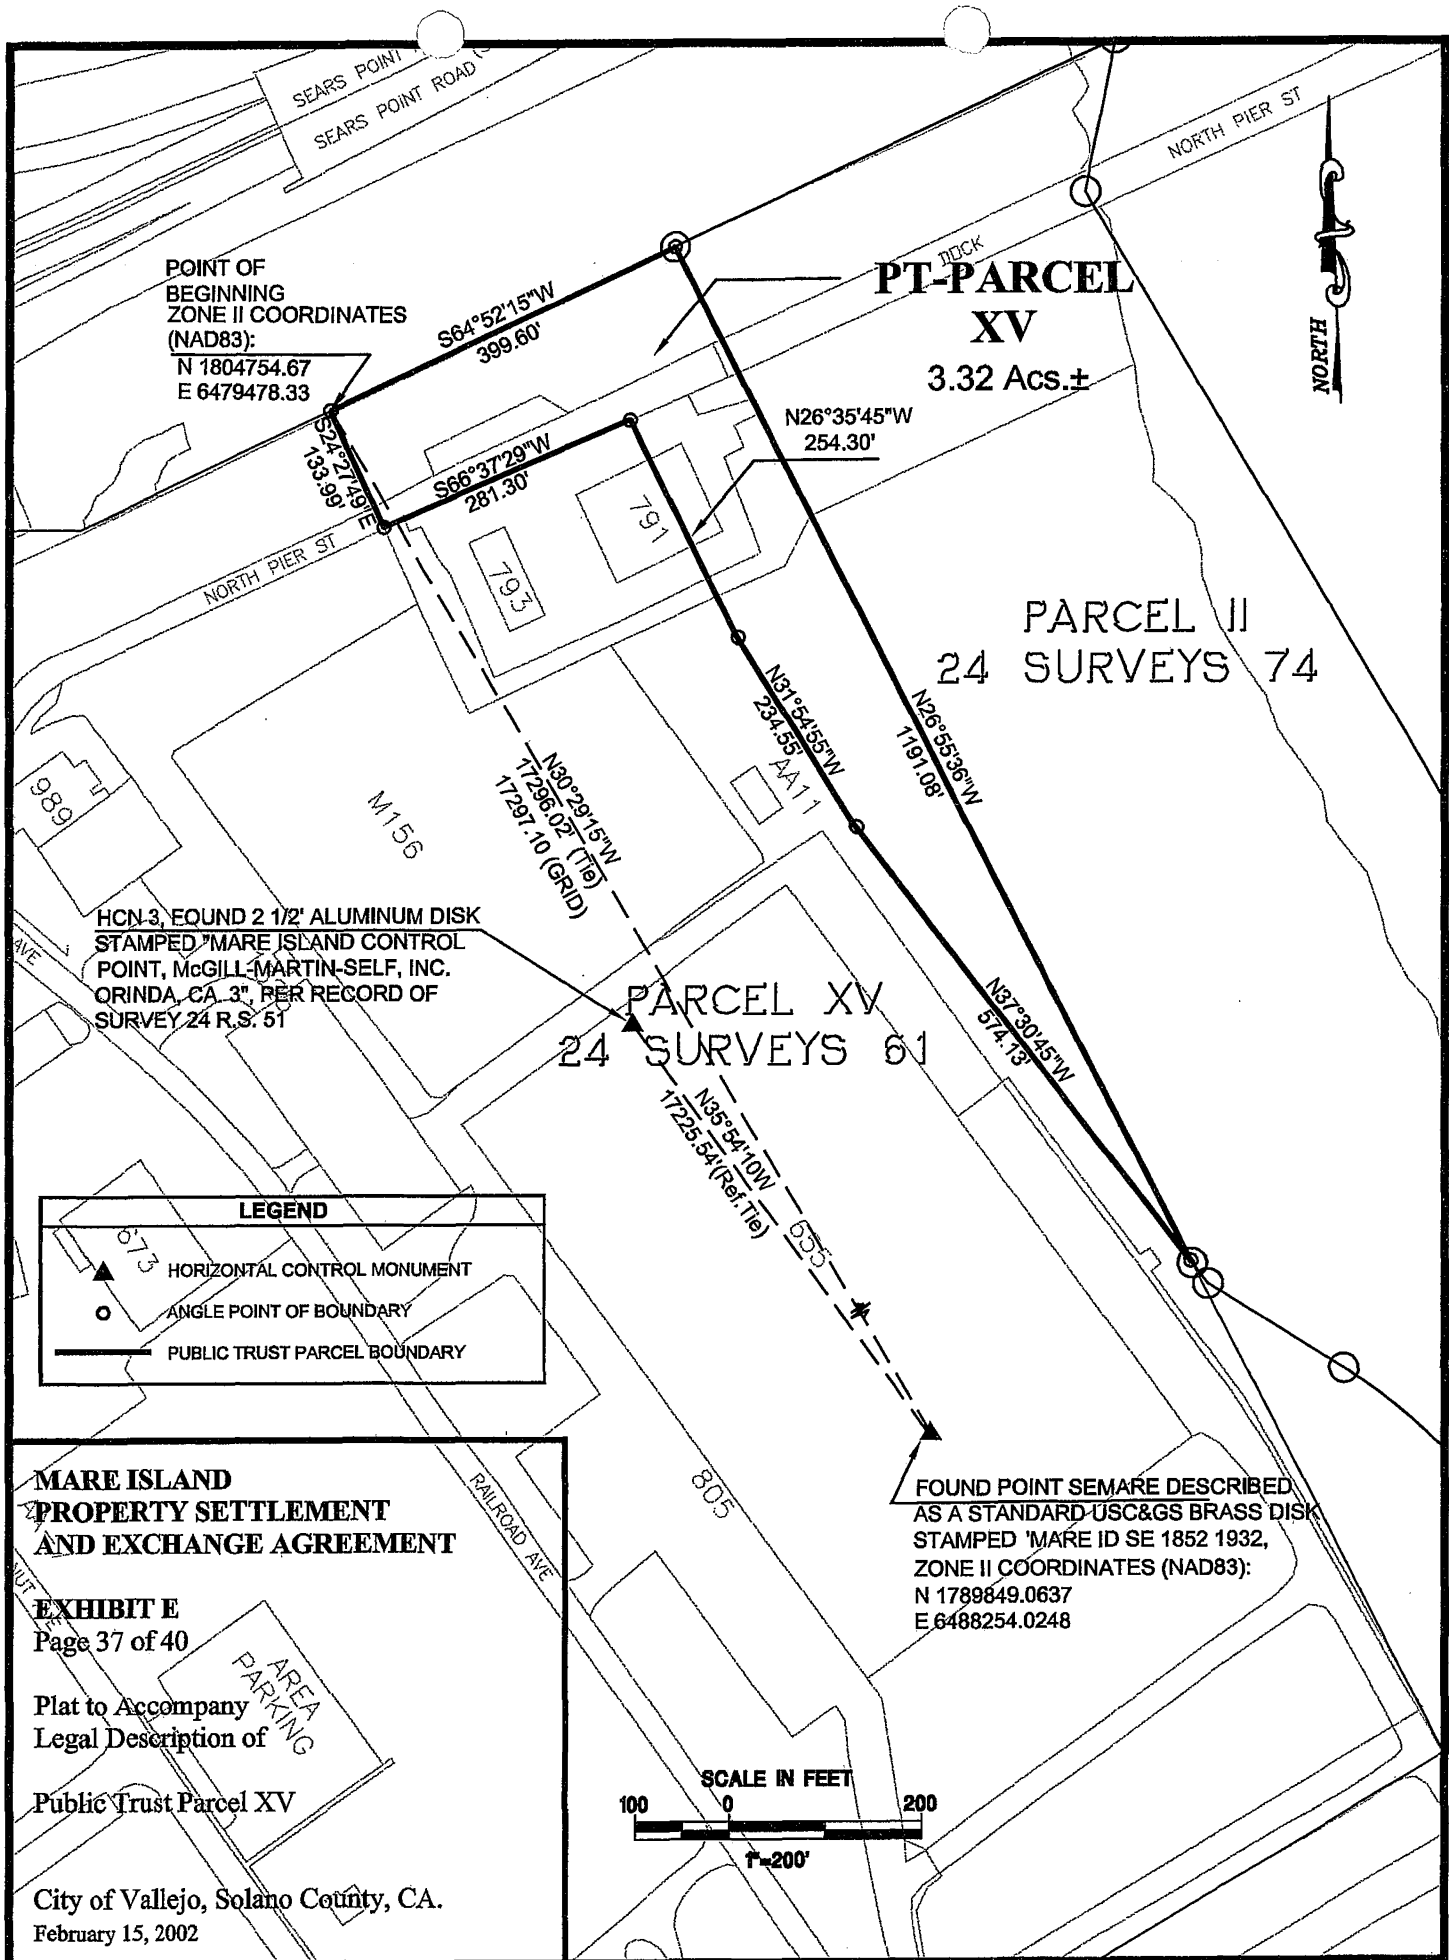 SEARS POINT
SEARS POINT ROAD
NORTH PIER ST
DOCK
NORTH
POINT OF
BEGINNING
ZONE II COORDINATES
(NAD83):
N 1804754.67
E 6479478.33
S64°52'15"W
399.60'
PT-PARCEL
XV
3.32 Acs.±
N26°35'45"W
254.30'
S24°27'49"E
133.99'
S66°37'29"W
281.30'
791
793
NORTH PIER ST
PARCEL II
24 SURVEYS 74
N31°54'55"W
234.55'
AA11
N26°55'36"W
1191.08'
989
M156
N30°29'15"W
17296.02' (Tie)
17297.10 (GRID)
HCN-3, EQUND 2 1/2' ALUMINUM DISK
STAMPED "MARE ISLAND CONTROL
POINT, McGILL-MARTIN-SELF, INC.
ORINDA, CA. 3", PER RECORD OF
SURVEY 24 R.S. 51
AVE
PARCEL XV
24 SURVEYS 61
N37°30'45"W
574.13'
N35°54'10W
17225.54'(Ref.Tie)
655
LEGEND
HORIZONTAL CONTROL MONUMENT
ANGLE POINT OF BOUNDARY
PUBLIC TRUST PARCEL BOUNDARY
673
805
RAILROAD AVE
FOUND POINT SEMARE DESCRIBED
AS A STANDARD USC&GS BRASS DISK
STAMPED 'MARE ID SE 1852 1932,
ZONE II COORDINATES (NAD83):
N 1789849.0637
E 6488254.0248
MARE ISLAND
PROPERTY SETTLEMENT
AND EXCHANGE AGREEMENT
EXHIBIT E
Page 37 of 40
Plat to Accompany
Legal Description of
Public Trust Parcel XV
City of Vallejo, Solano County, CA.
February 15, 2002
AREA
PARKING
SCALE IN FEET
100 0 200
1"=200'